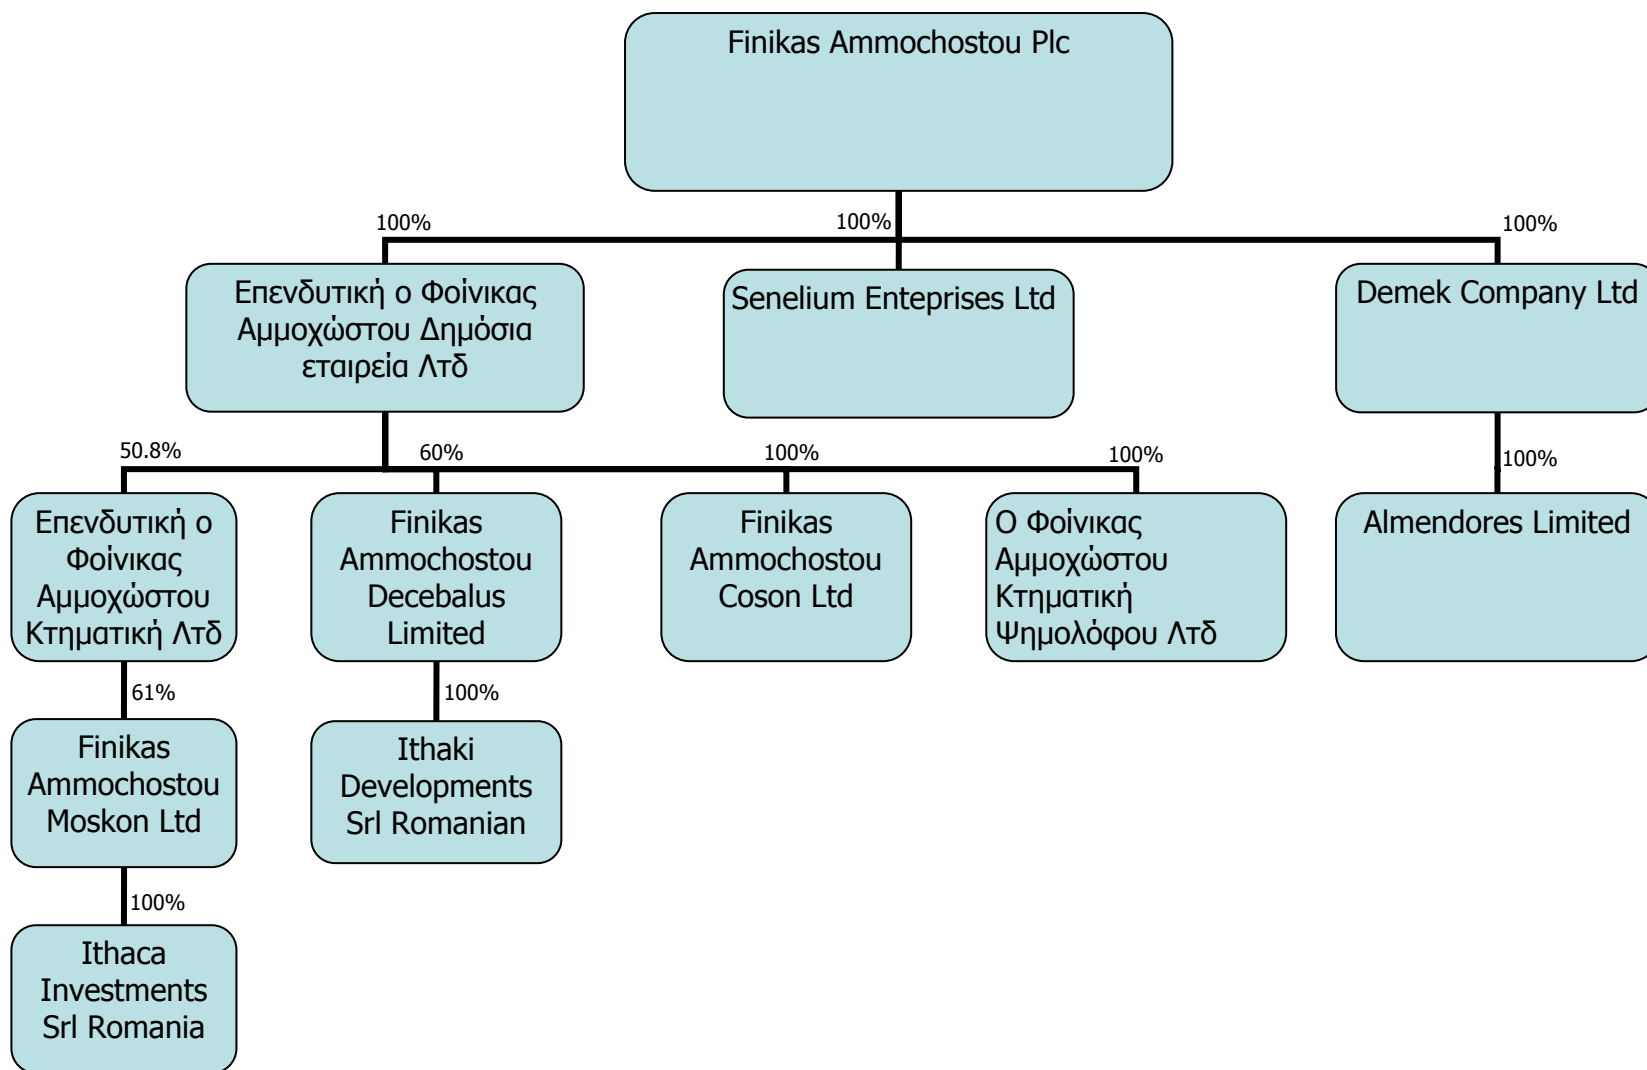 Finikas Ammochostou Plc
100%
100%
100%
Επενδυτική ο Φοίνικας
Αμμοχώστου Δημόσια
εταιρεία Λτδ
Senelium Enteprises Ltd
Demek Company Ltd
50.8%
60%
100%
100%
100%
Επενδυτική ο
Φοίνικας
Αμμοχώστου
Κτηματική Λτδ
Finikas
Ammochostou
Decebalus
Limited
Finikas
Ammochostou
Coson Ltd
Ο Φοίνικας
Αμμοχώστου
Κτηματική
Ψημολόφου Λτδ
Almendores Limited
61%
100%
Finikas
Ammochostou
Moskon Ltd
Ithaki
Developments
Srl Romanian
100%
Ithaca
Investments
Srl Romania